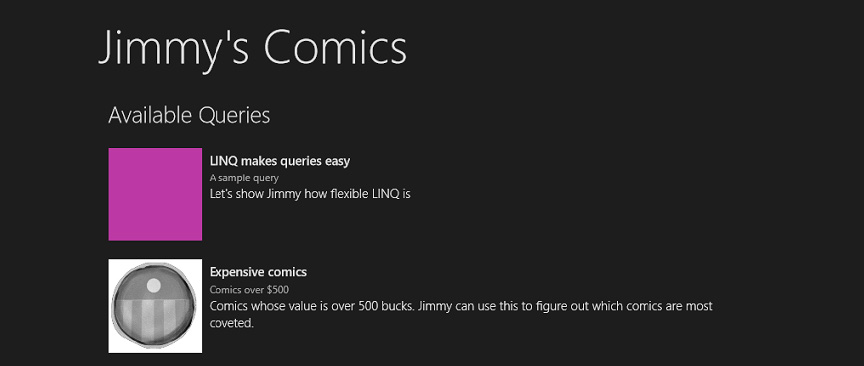 Jimmy's Comics
Available Queries
LINQ makes queries easy
A sample query
Let's show Jimmy how flexible LINQ is
Expensive comics
Comics over $500
Comics whose value is over 500 bucks. Jimmy can use this to figure out which comics are most
coveted.